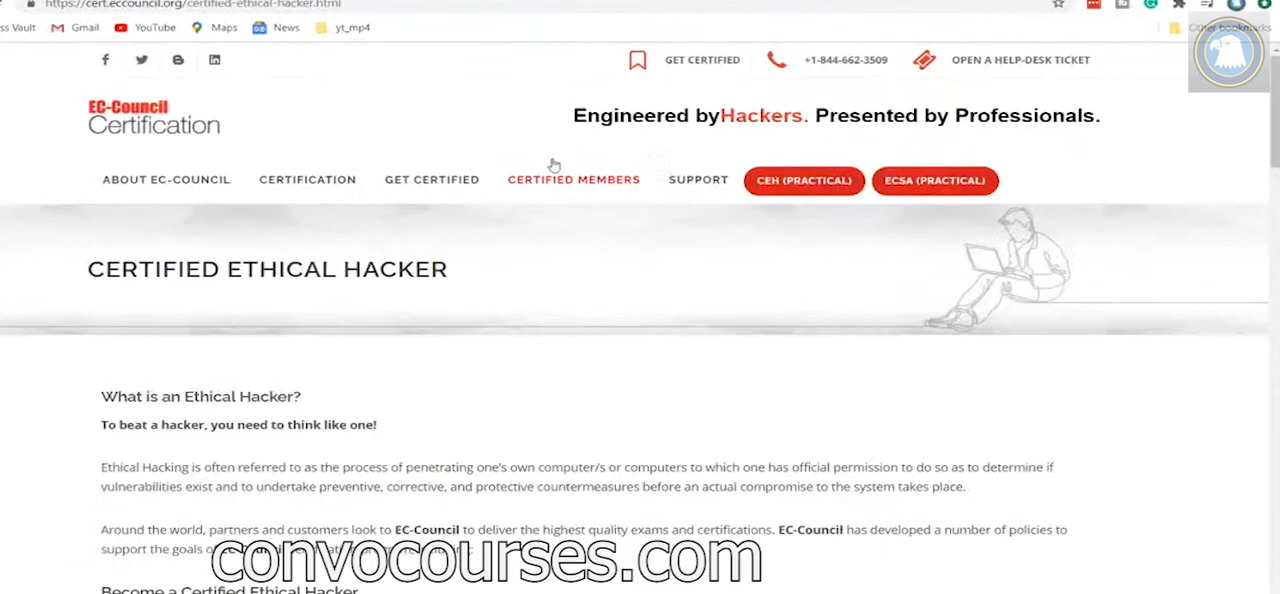 https://cert.eccouncil.org/certified-ethical-hacker.html
ss Vault Gmail YouTube Maps News yt_mp4 Other bookmarks
GET CERTIFIED +1-844-662-3509 OPEN A HELP-DESK TICKET
EC-Council
Certification
Engineered byHackers. Presented by Professionals.
ABOUT EC-COUNCIL CERTIFICATION GET CERTIFIED CERTIFIED MEMBERS SUPPORT CEH (PRACTICAL) ECSA (PRACTICAL)
CERTIFIED ETHICAL HACKER
What is an Ethical Hacker?
To beat a hacker, you need to think like one!
Ethical Hacking is often referred to as the process of penetrating one's own computer/s or computers to which one has official permission to do so as to determine if
vulnerabilities exist and to undertake preventive, corrective, and protective countermeasures before an actual compromise to the system takes place.
Around the world, partners and customers look to EC-Council to deliver the highest quality exams and certifications. EC-Council has developed a number of policies to
support the goals of
convocourses.com
Become a Certified Ethical Hacker